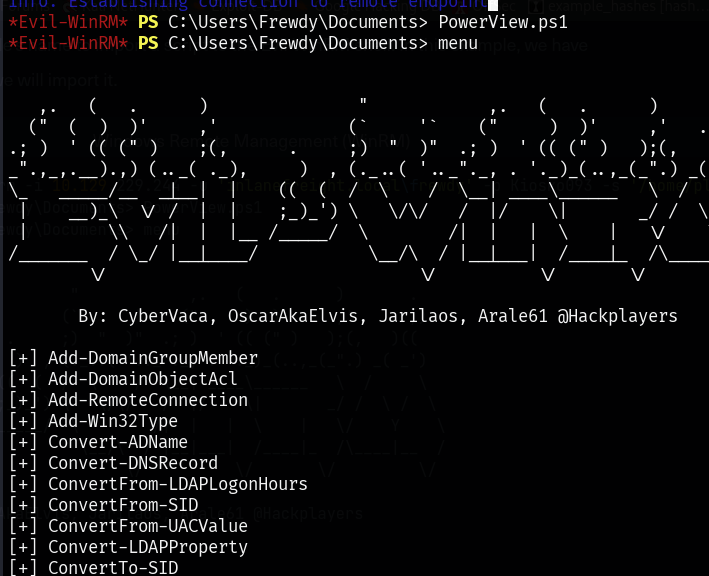 Info: Establishing connection to remote endpoint
*Evil-WinRM* PS C:\Users\Frewdy\Documents> PowerView.ps1
*Evil-WinRM* PS C:\Users\Frewdy\Documents> menu
By: CyberVaca, OscarAkaElvis, Jarilaos, Arale61 @Hackplayers
[+] Add-DomainGroupMember
[+] Add-DomainObjectAcl
[+] Add-RemoteConnection
[+] Add-Win32Type
[+] Convert-ADName
[+] Convert-DNSRecord
[+] ConvertFrom-LDAPLogonHours
[+] ConvertFrom-SID
[+] ConvertFrom-UACValue
[+] Convert-LDAPProperty
[+] ConvertTo-SID